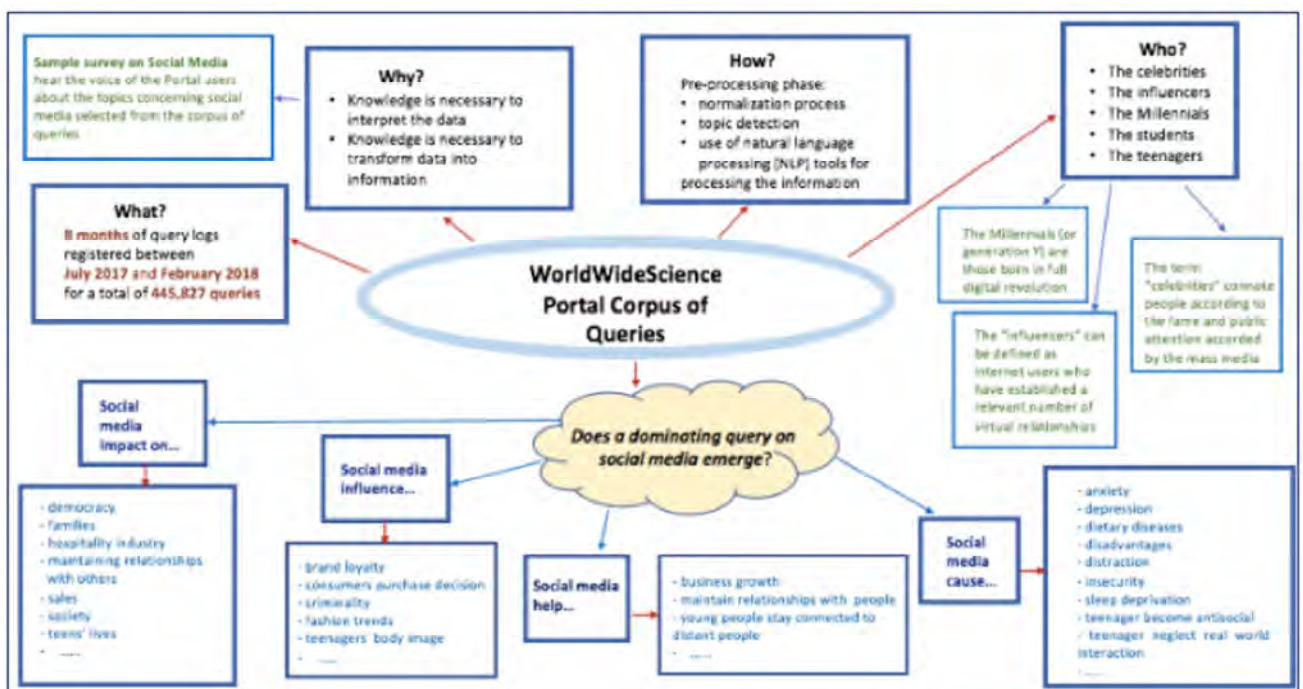 Sample survey on Social Media
hear the voice of the Portal users
about the topics concerning social
media selected from the corpus of
queries
Why?
• Knowledge is necessary to
interpret the data
• Knowledge is necessary to
transform data into
information
How?
Pre-processing phase:
• normalization process
• topic detection
• use of natural language
processing (NLP) tools for
processing the information
Who?
• The celebrities
• The influencers
• The Millennials
• The students
• The teenagers
What?
8 months of query logs
registered between
July 2017 and February 2018
for a total of 445,827 queries
WorldWideScience
Portal Corpus of
Queries
The Millennials (or
generation Y) are
those born in full
digital revolution
The "influencers" can
be defined as
Internet users who
have established a
relevant number of
virtual relationships
The term
"celebrities" connote
people according to
the fame and public
attention accorded
by the mass media
Does a dominating query on
social media emerge?
Social
media
impact on...
- democracy
- families
- hospitality industry
- maintaining relationships
with others
- sales
- society
- teens' lives
- .....
Social media
influence...
- brand loyalty
- consumers purchase decision
- criminality
- fashion trends
- teenagers' body image
- .....
Social media
help...
- business growth
- maintain relationships with people
- young people stay connected to
distant people
- .....
Social
media
cause...
- anxiety
- depression
- dietary diseases
- disadvantages
- distraction
- insecurity
- sleep deprivation
- teenager become antisocial
- teenager neglect real world
interaction
- .....